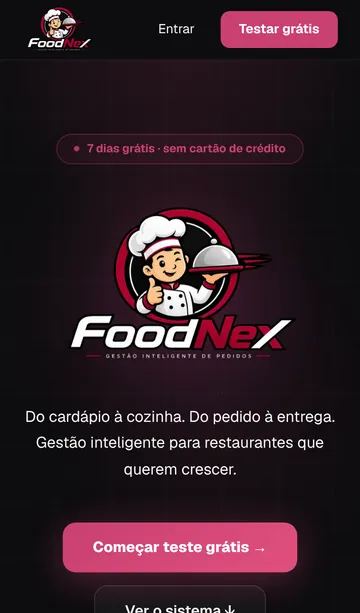 FoodNex
Entrar
Testar grátis
7 dias grátis · sem cartão de crédito
FoodNex
GESTÃO INTELIGENTE DE PEDIDOS
Do cardápio à cozinha. Do pedido à entrega.
Gestão inteligente para restaurantes que
querem crescer.
Começar teste grátis →
Ver o sistema ↓